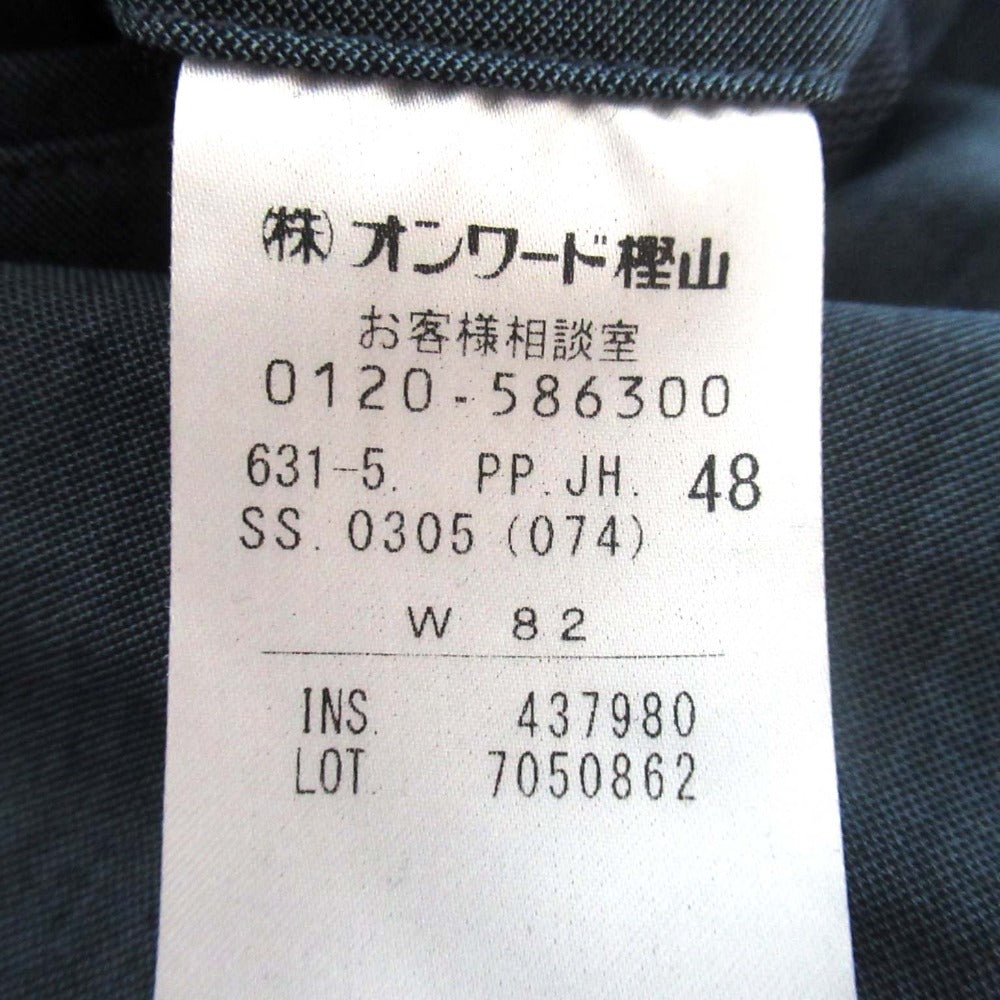 ㈱オンワード樫山
お客様相談室
0120-586300
631-5. PP.JH. 48
SS. 0305 (074)
W 82
INS. 437980
LOT. 7050862